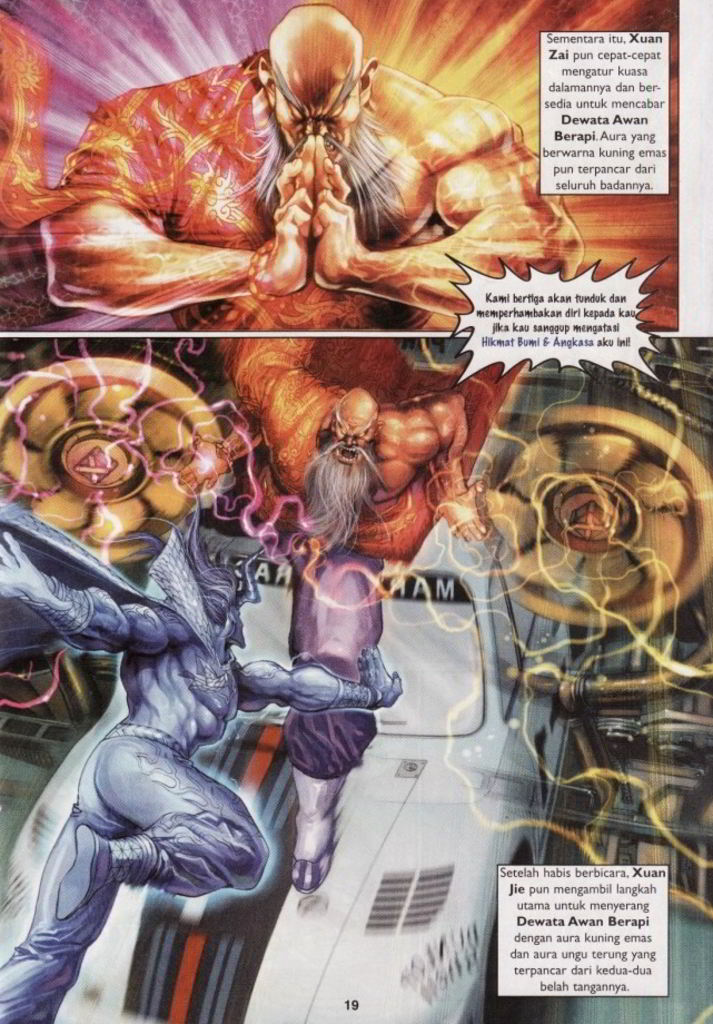 Sementara itu, Xuan
Zai pun cepat-cepat
mengatur kuasa
dalamannya dan ber-
sedia untuk mencabar
Dewata Awan
Berapi. Aura yang
berwarna kuning emas
pun terpancar dari
seluruh badannya.
Kami bertiga akan tunduk dan
memperhambakan diri kepada kau
jika kau sanggup mengatasi
Hikmat Bumi & Angkasa aku ini!
HAM
Setelah habis berbicara, Xuan
Jie pun mengambil langkah
utama untuk menyerang
Dewata Awan Berapi
dengan aura kuning emas
dan aura ungu terung yang
terpancar dari kedua-dua
belah tangannya.
19